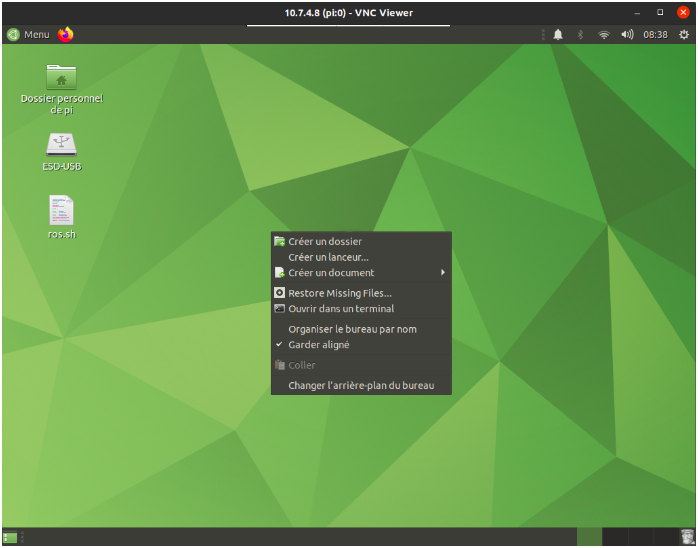 10.7.4.8 (pi:0) - VNC Viewer
Menu
08:38
Dossier personnel
de pi
ESD-USB
ros.sh
Créer un dossier
Créer un lanceur...
Créer un document
Restore Missing Files...
Ouvrir dans un terminal
Organiser le bureau par nom
Garder aligné
Coller
Changer l'arrière-plan du bureau